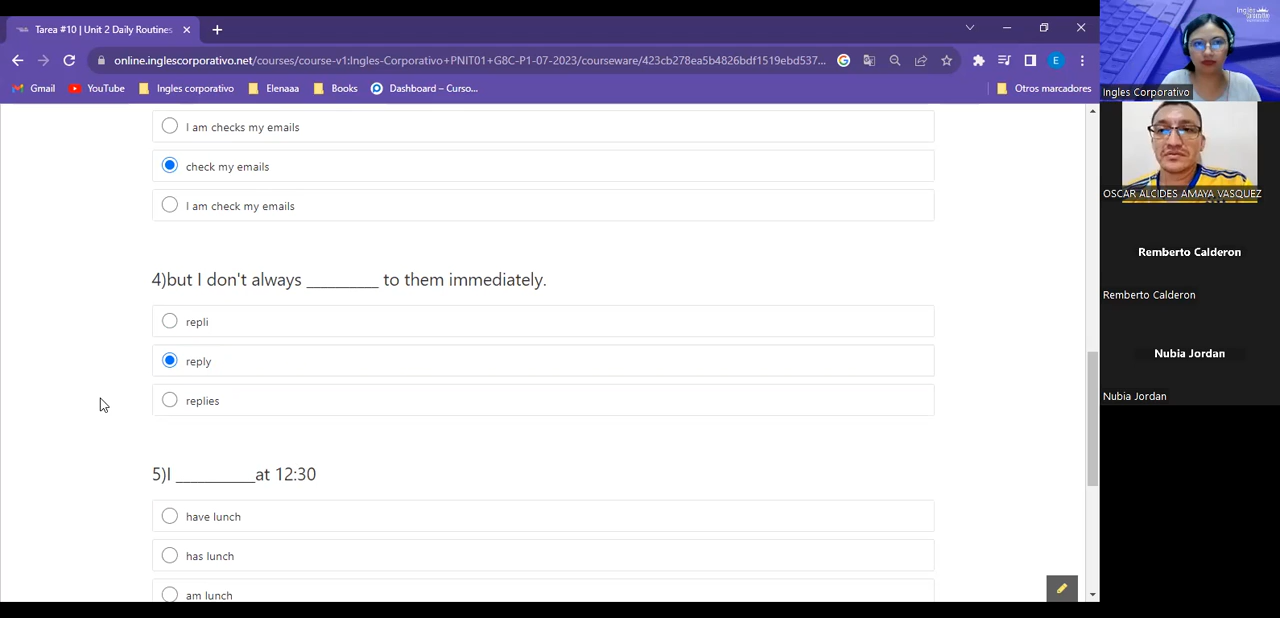 Tarea #10 | Unit 2 Daily Routines
online.inglescorporativo.net/courses/course-v1:Ingles-Corporativo+PNIT01+G8C-P1-07-2023/courseware/423cb278ea5b4826bdf1519ebd537...
E
Gmail
YouTube
Ingles corporativo
Elenaaa
Books
Dashboard – Curso...
Otros marcadores
I am checks my emails
check my emails
I am check my emails
4)but I don't always _________ to them immediately.
repli
reply
replies
5)I __________at 12:30
have lunch
has lunch
am lunch
Ingles
Ingles Corporativo
OSCAR ALCIDES AMAYA VASQUEZ
Remberto Calderon
Remberto Calderon
Nubia Jordan
Nubia Jordan